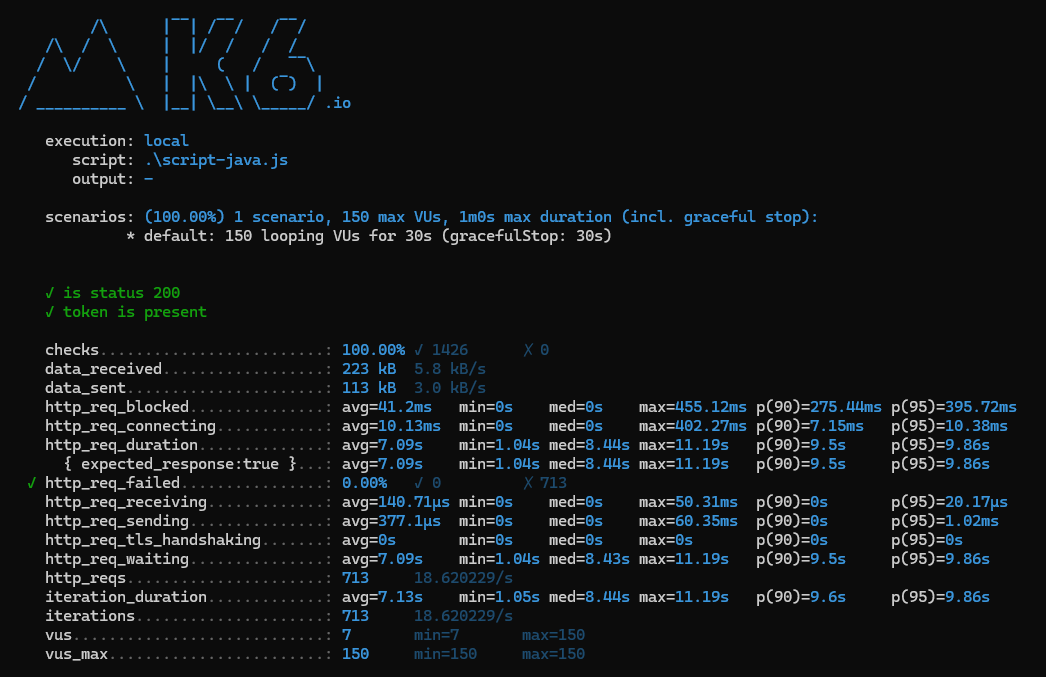 .io
execution: local
script: .\script-java.js
output: -
scenarios: (100.00%) 1 scenario, 150 max VUs, 1m0s max duration (incl. graceful stop):
* default: 150 looping VUs for 30s (gracefulStop: 30s)
✓ is status 200
✓ token is present
checks.........................: 100.00% ✓ 1426 ✗ 0
data_received..................: 223 kB 5.8 kB/s
data_sent......................: 113 kB 3.0 kB/s
http_req_blocked...............: avg=41.2ms min=0s med=0s max=455.12ms p(90)=275.44ms p(95)=395.72ms
http_req_connecting............: avg=10.13ms min=0s med=0s max=402.27ms p(90)=7.15ms p(95)=10.38ms
http_req_duration..............: avg=7.09s min=1.04s med=8.44s max=11.19s p(90)=9.5s p(95)=9.86s
{ expected_response:true }...: avg=7.09s min=1.04s med=8.44s max=11.19s p(90)=9.5s p(95)=9.86s
✓ http_req_failed................: 0.00% ✓ 0 ✗ 713
http_req_receiving.............: avg=140.71µs min=0s med=0s max=50.31ms p(90)=0s p(95)=20.17µs
http_req_sending...............: avg=377.1µs min=0s med=0s max=60.35ms p(90)=0s p(95)=1.02ms
http_req_tls_handshaking.......: avg=0s min=0s med=0s max=0s p(90)=0s p(95)=0s
http_req_waiting...............: avg=7.09s min=1.04s med=8.43s max=11.19s p(90)=9.5s p(95)=9.86s
http_reqs......................: 713 18.620229/s
iteration_duration.............: avg=7.13s min=1.05s med=8.44s max=11.19s p(90)=9.6s p(95)=9.86s
iterations.....................: 713 18.620229/s
vus............................: 7 min=7 max=150
vus_max........................: 150 min=150 max=150